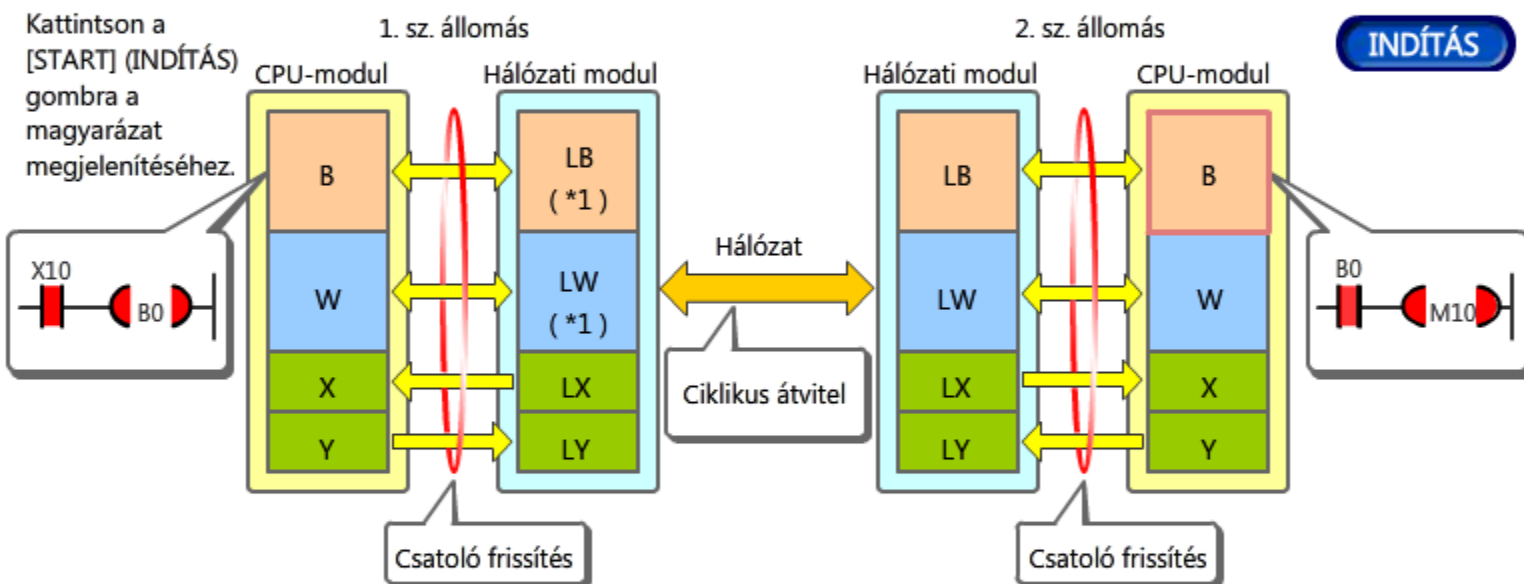 Kattintson a
[START] (INDÍTÁS)
gombra a
magyarázat
megjelenítéséhez.
1. sz. állomás
2. sz. állomás
INDÍTÁS
CPU-modul
Hálózati modul
Hálózati modul
CPU-modul
B
LB
( *1 )
LB
B
X10
B0
Hálózat
B0
M10
W
LW
( *1 )
LW
W
X
LX
Ciklikus átvitel
LX
X
Y
LY
LY
Y
Csatoló frissítés
Csatoló frissítés